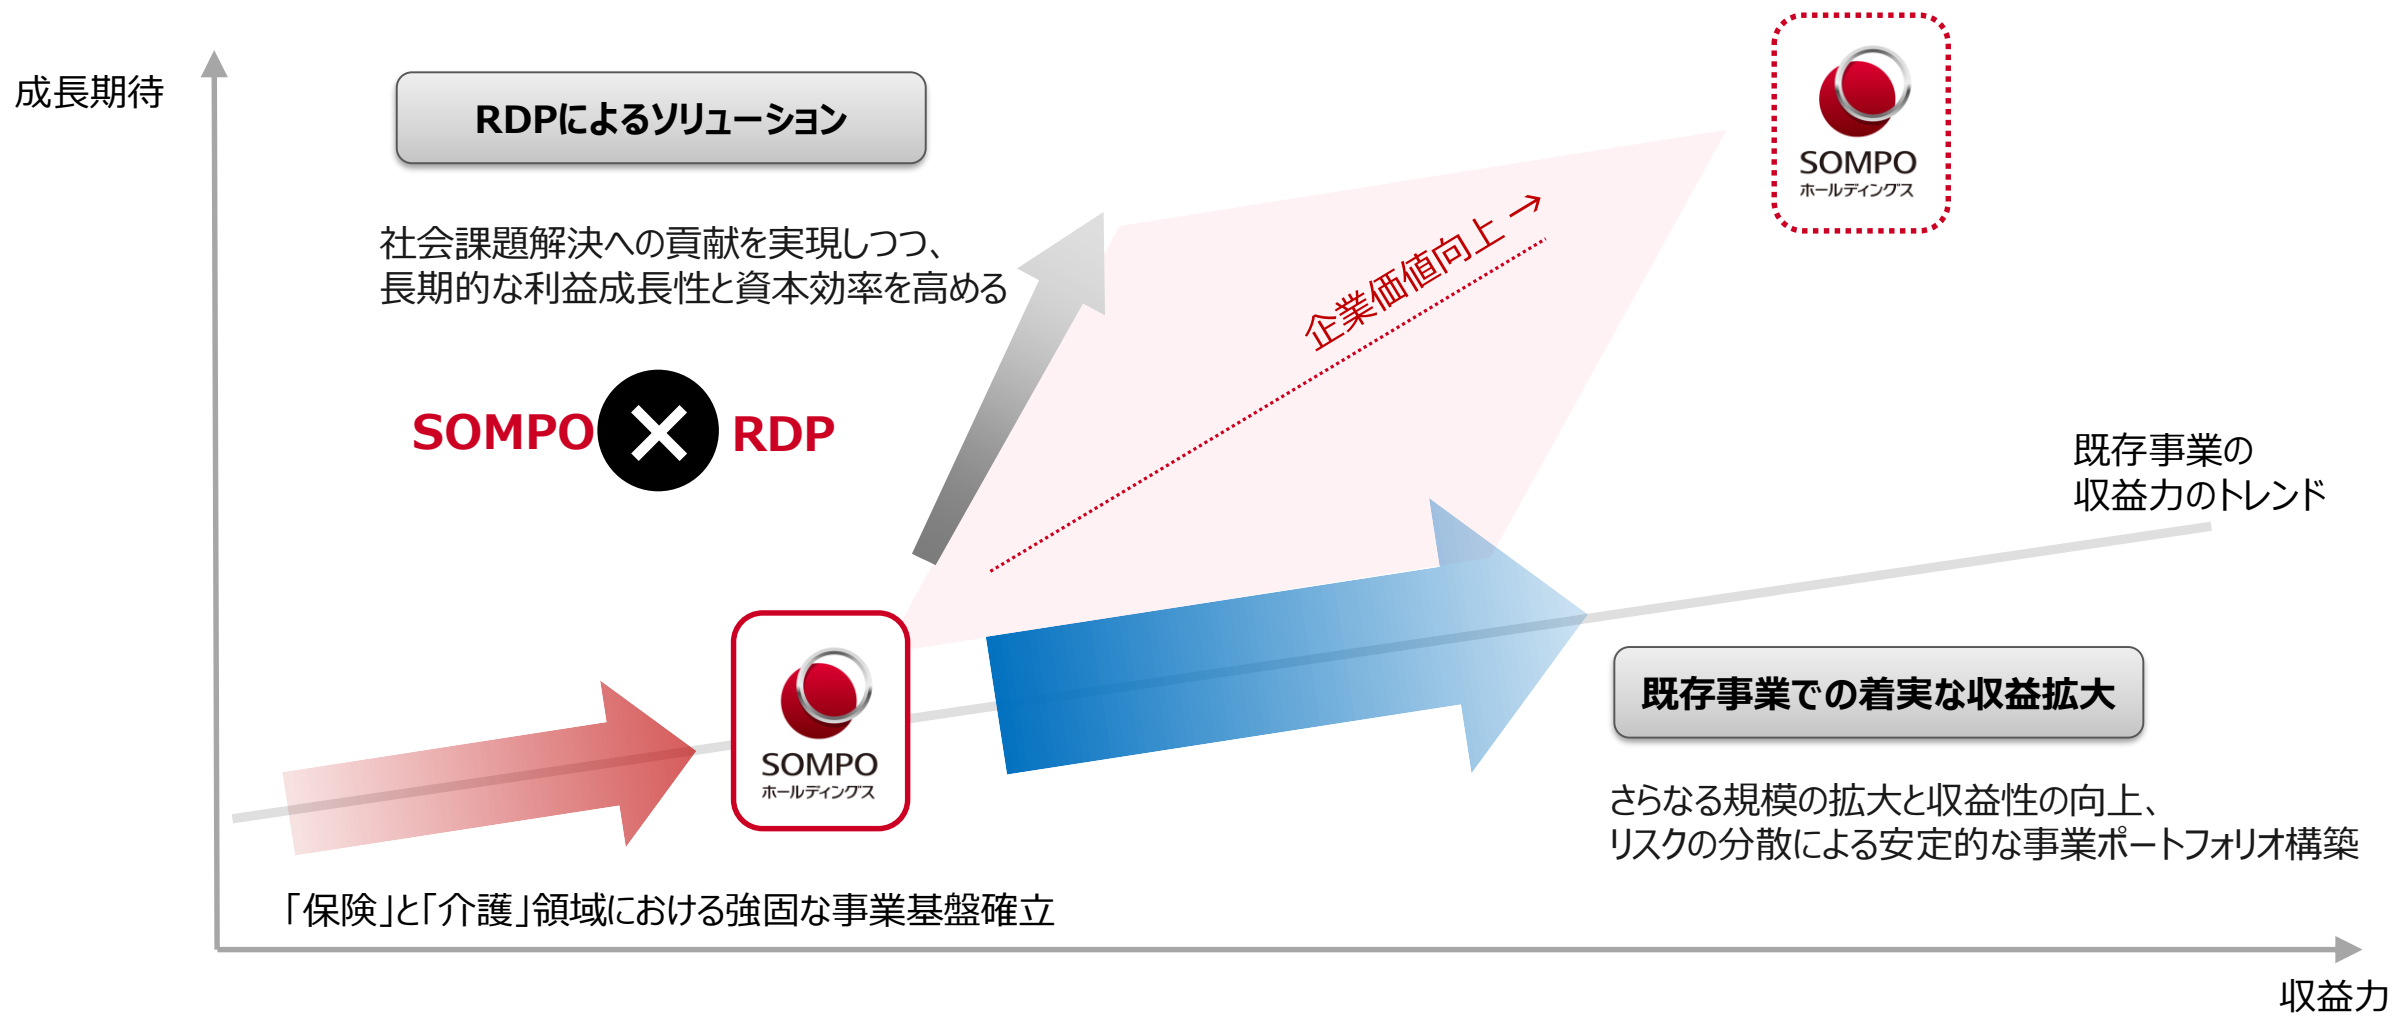 成長期待
RDPによるソリューション
社会課題解決への貢献を実現しつつ、
長期的な利益成長性と資本効率を高める
SOMPO × RDP
企業価値向上 →
SOMPO
ホールディングス
既存事業の
収益力のトレンド
SOMPO
ホールディングス
既存事業での着実な収益拡大
さらなる規模の拡大と収益性の向上、
リスクの分散による安定的な事業ポートフォリオ構築
「保険」と「介護」領域における強固な事業基盤確立
収益力